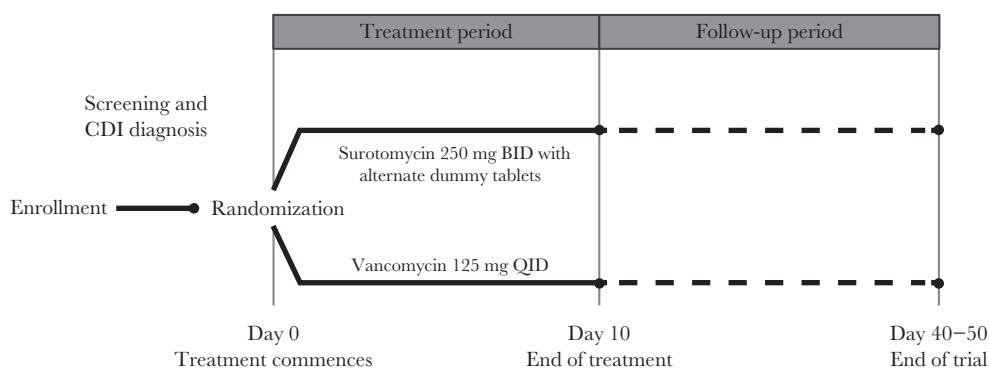 Treatment period
Follow-up period
Screening and
CDI diagnosis
Surotomycin 250 mg BID with
alternate dummy tablets
Enrollment
Randomization
Vancomycin 125 mg QID
Day 0
Treatment commences
Day 10
End of treatment
Day 40−50
End of trial